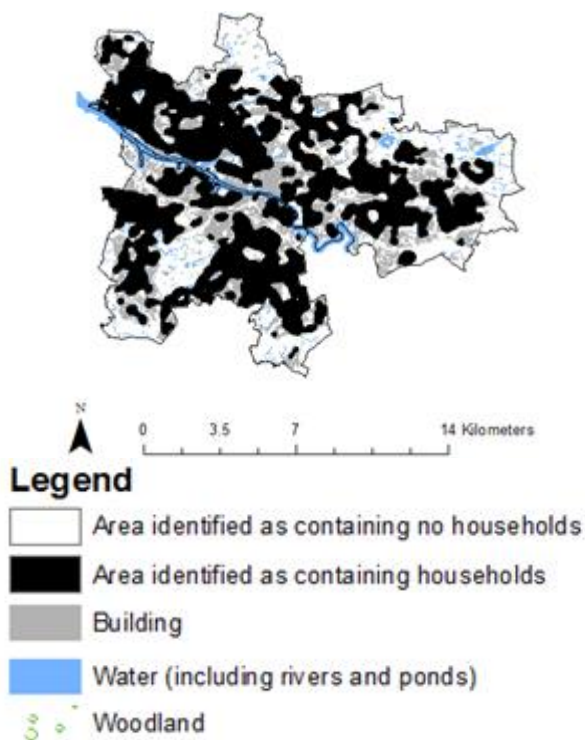 N
0 3.5 7 14 Kilometers
Legend
Area identified as containing no households
Area identified as containing households
Building
Water (including rivers and ponds)
Woodland